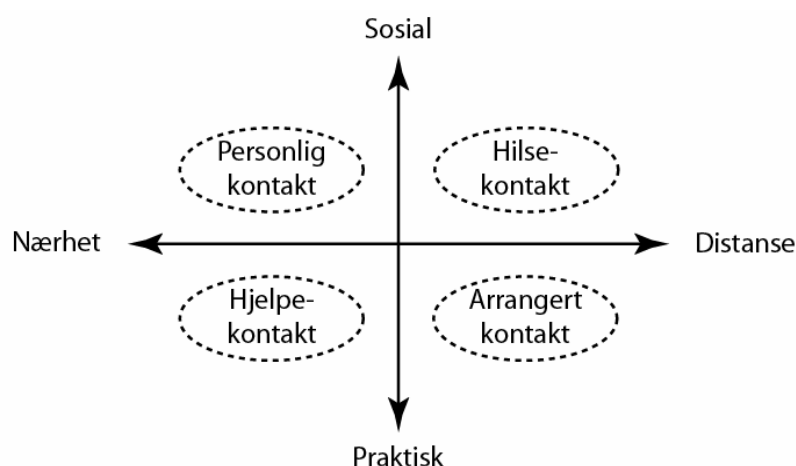 Sosial
Personlig
kontakt
Hilse-
kontakt
Nærhet
Distanse
Hjelpe-
kontakt
Arrangert
kontakt
Praktisk